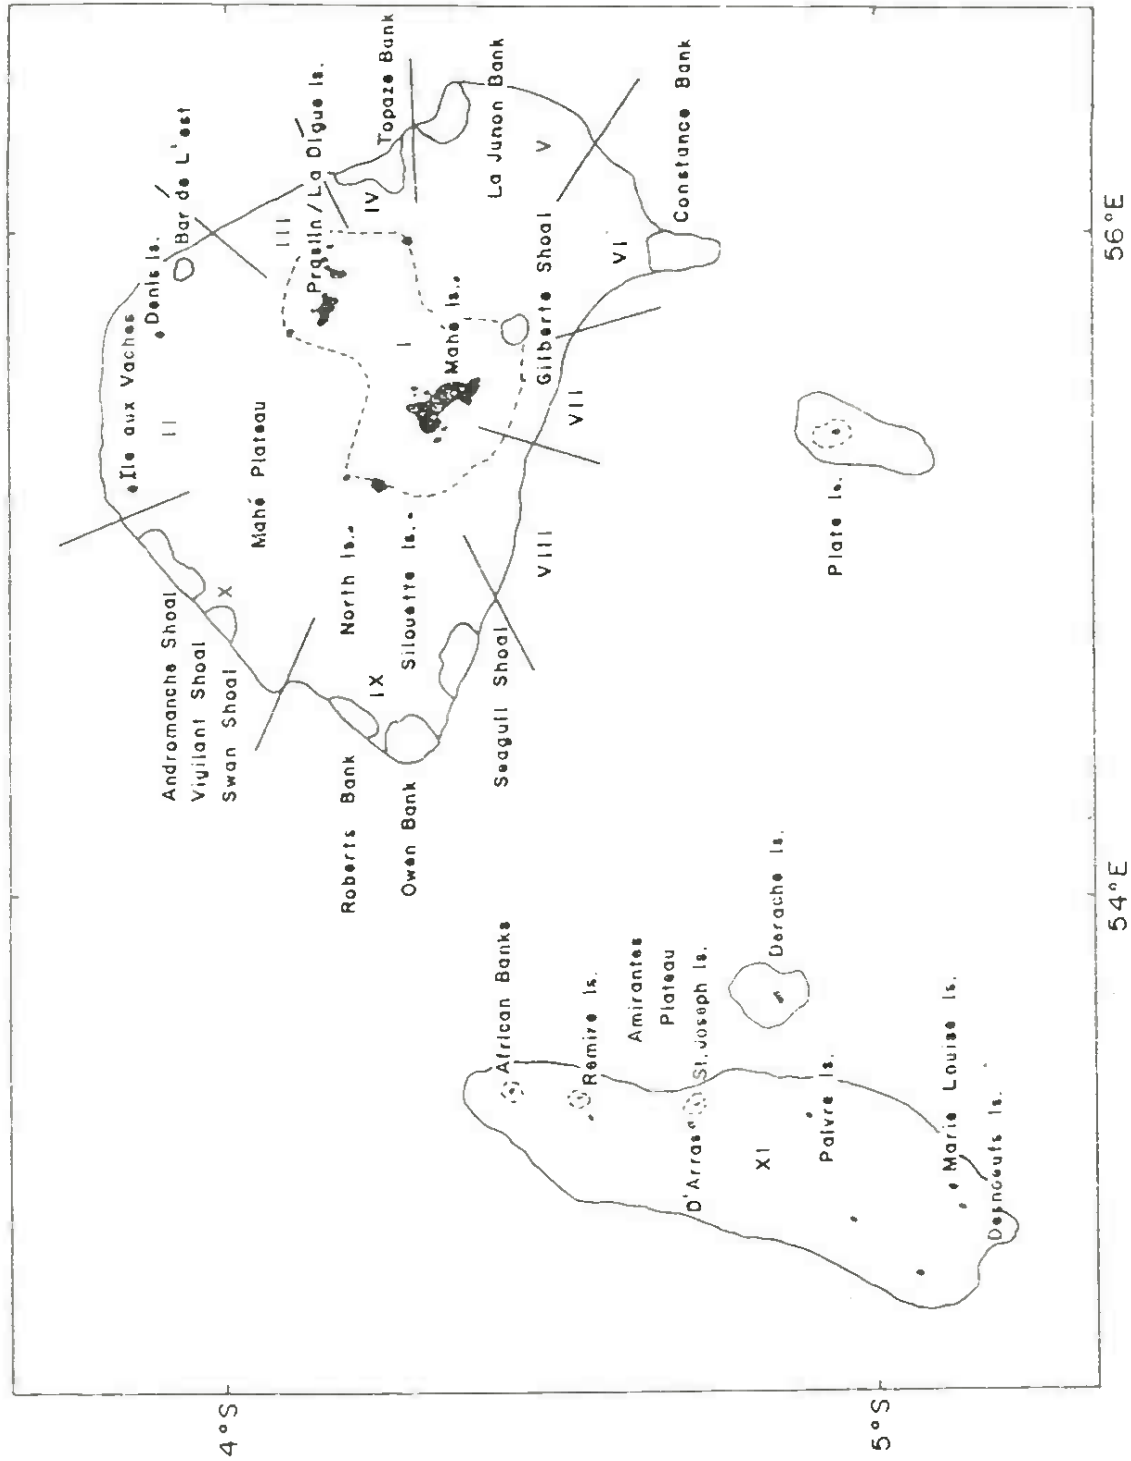 Ile aux Vaches
Denis Is.
Bar de L'est
II
Andromanche Shoal
Vigilant Shoal
Swan Shoal
X
Mahé Plateau
III
Praslin/La Digue Is.
IV
Topaze Bank
North Is.
I
Roberts Bank
IX
Silouette Is.
Mahe Is.
Owen Bank
La Junon Bank
V
Seagull Shoal
VIII
VII
Gilberte Shoal
VI
Constance Bank
African Banks
Remire Is.
Amirantes
Plateau
D'Arras
St. Joseph Is.
XI
Derache Is.
Poivre Is.
Plate Is.
Marie Louise Is.
Desnoeufs Is.
4°S
5°S
54°E
56°E